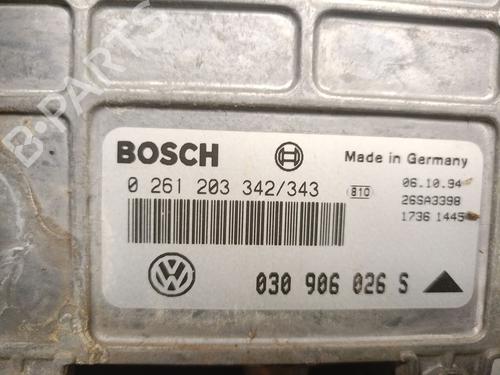 B-PARTS
BOSCH
Made in Germany
0 261 203 342/343
810
06.10.94
26SA3398
1736 1445
030 906 026 S